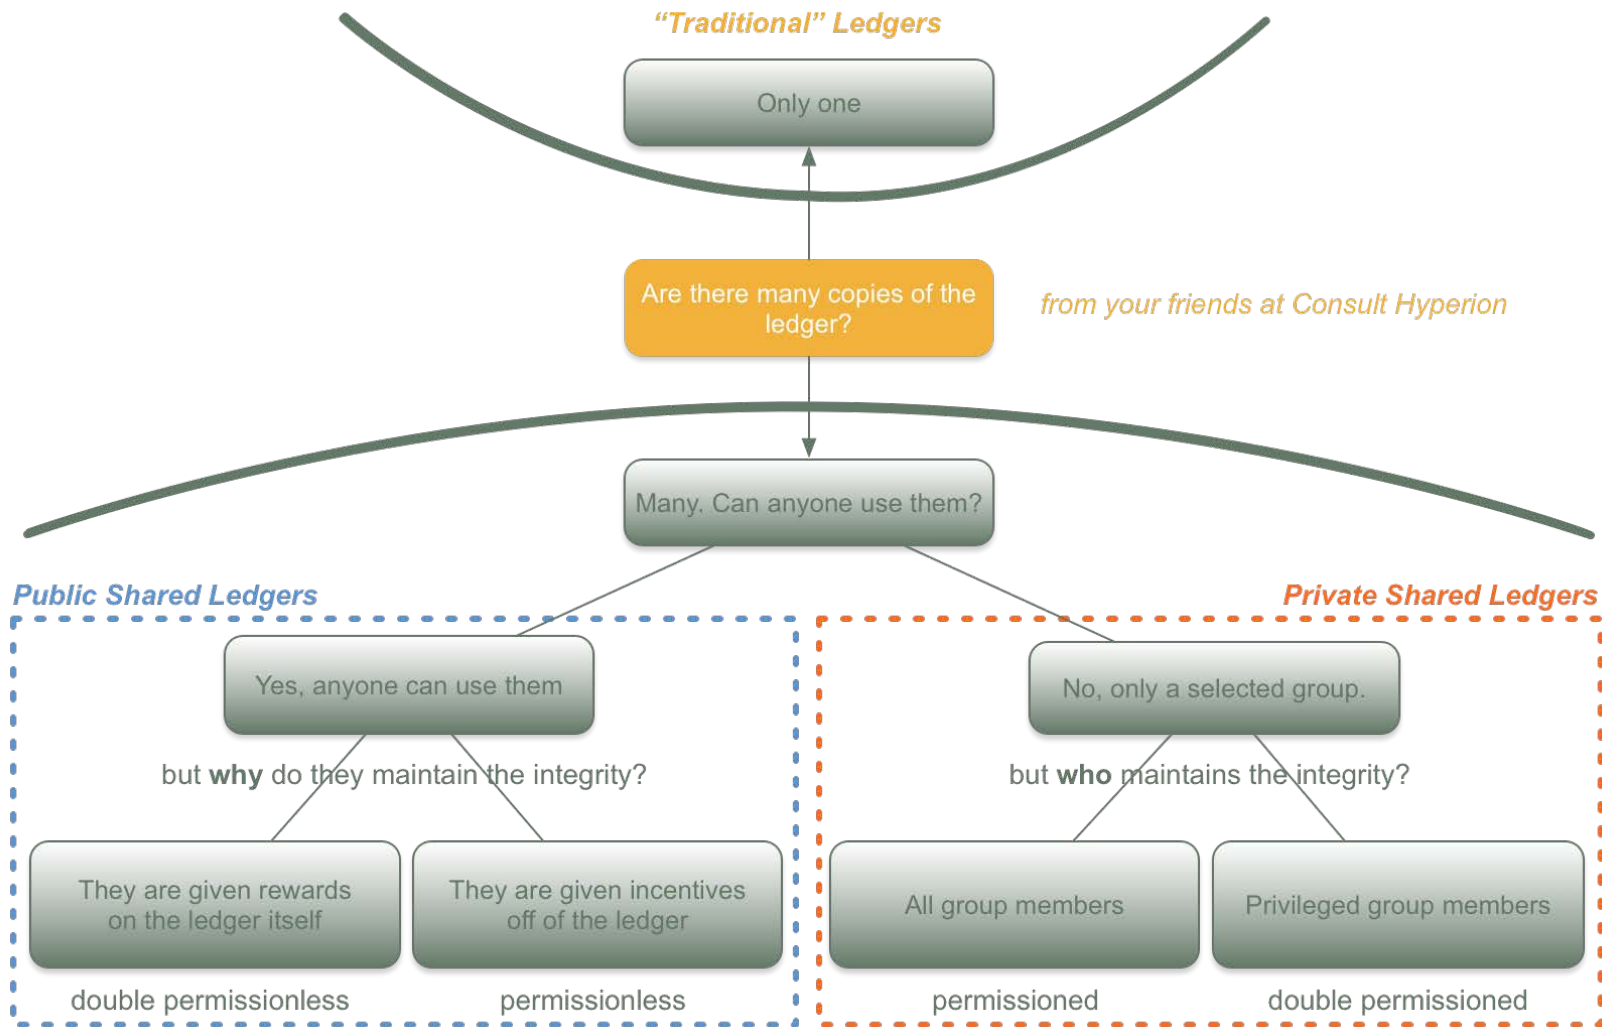 “Traditional” Ledgers
Only one
Are there many copies of the
ledger?
from your friends at Consult Hyperion
Many. Can anyone use them?
Public Shared Ledgers
Private Shared Ledgers
Yes, anyone can use them
No, only a selected group.
but why do they maintain the integrity?
but who maintains the integrity?
They are given rewards
on the ledger itself
They are given incentives
off of the ledger
All group members
Privileged group members
double permissionless
permissionless
permissioned
double permissioned